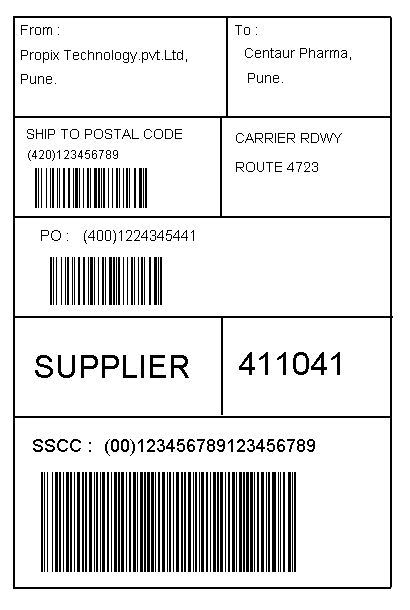 From :
Propix Technology.pvt.Ltd,
Pune.
To :
Centaur Pharma,
Pune.
SHIP TO POSTAL CODE
(420)123456789
CARRIER RDWY
ROUTE 4723
PO : (400)1224345441
SUPPLIER
411041
SSCC : (00)123456789123456789